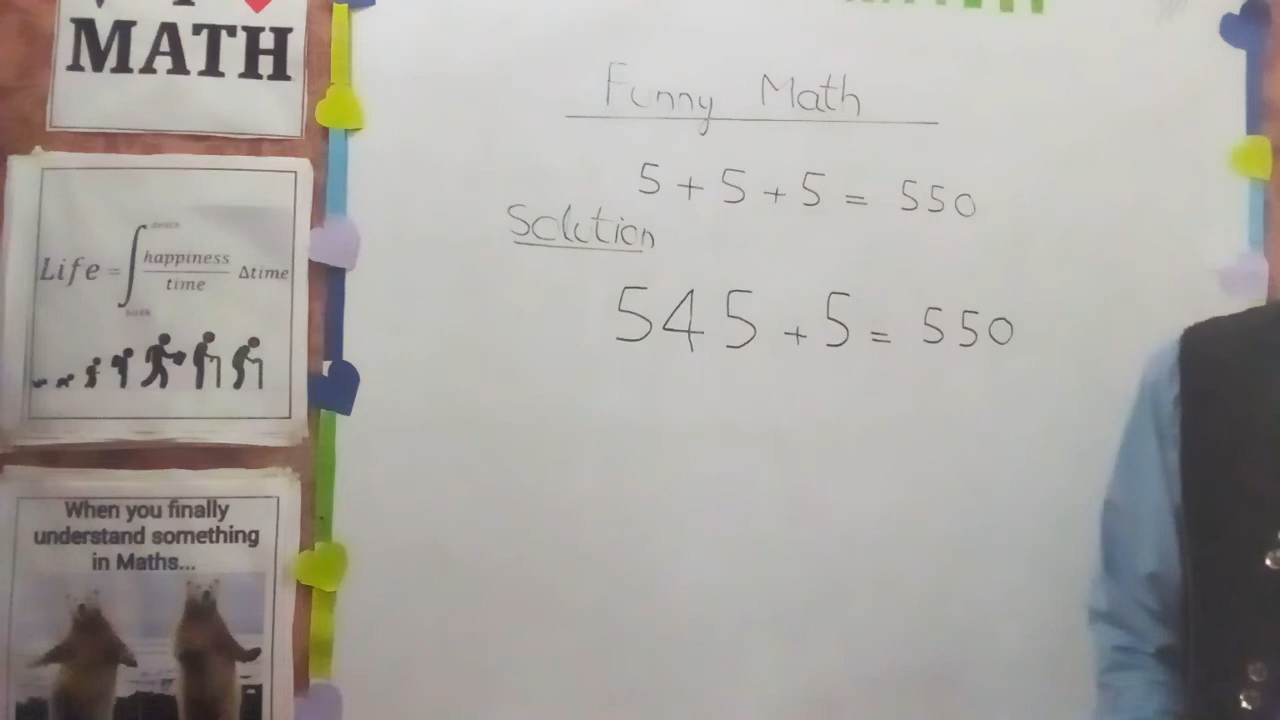 MATH
Life = ∫ happiness / time Δtime
When you finally
understand something
in Maths...
Funny Math
5 + 5 + 5 = 550
Solution
545 + 5 = 550